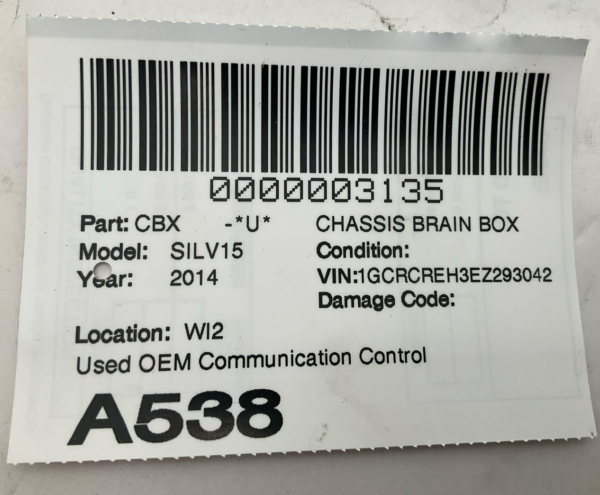 0000003135
Part: CBX -*U* CHASSIS BRAIN BOX
Model: SILV15 Condition:
Year: 2014 VIN:1GCRCREH3EZ293042
Damage Code:
Location: WI2
Used OEM Communication Control
A538